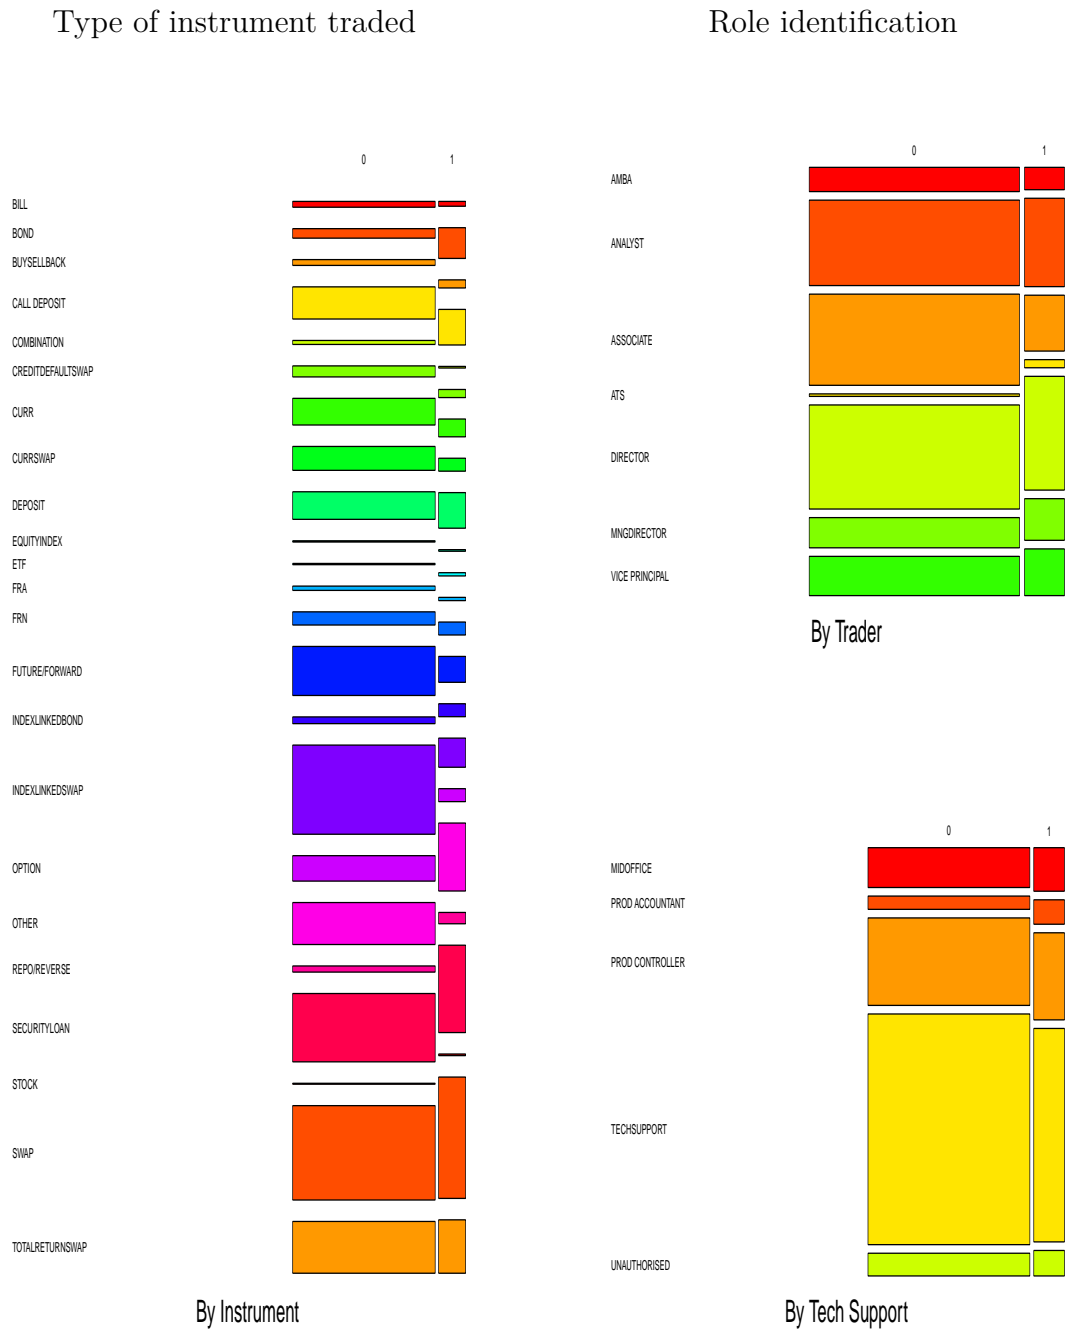 Type of instrument traded
Role identification
0 1
BILL
BOND
BUYSELLBACK
CALL DEPOSIT
COMBINATION
CREDITDEFAULTSWAP
CURR
CURRSWAP
DEPOSIT
EQUITYINDEX
ETF
FRA
FRN
FUTURE/FORWARD
INDEXLINKEDBOND
INDEXLINKEDSWAP
OPTION
OTHER
REPO/REVERSE
SECURITYLOAN
STOCK
SWAP
TOTALRETURNSWAP
By Instrument
0 1
AMBA
ANALYST
ASSOCIATE
ATS
DIRECTOR
MNGDIRECTOR
VICE PRINCIPAL
By Trader
0 1
MIDOFFICE
PROD ACCOUNTANT
PROD CONTROLLER
TECHSUPPORT
UNAUTHORISED
By Tech Support